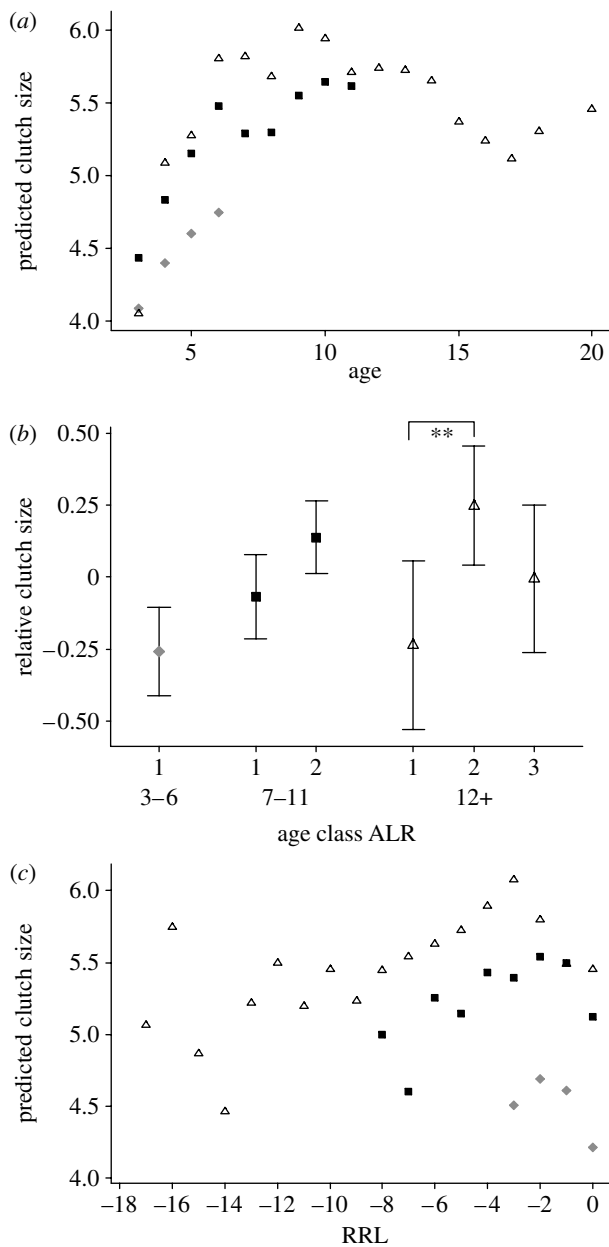 (a)
6.0
5.5
5.0
4.5
4.0
predicted clutch size
5 10 15 20
age
(b)
0.50
0.25
0
–0.25
–0.50
relative clutch size
**
1 1 2 1 2 3
3–6 7–11 12+
age class ALR
(c)
6.0
5.5
5.0
4.5
4.0
predicted clutch size
–18 –16 –14 –12 –10 –8 –6 –4 –2 0
RRL